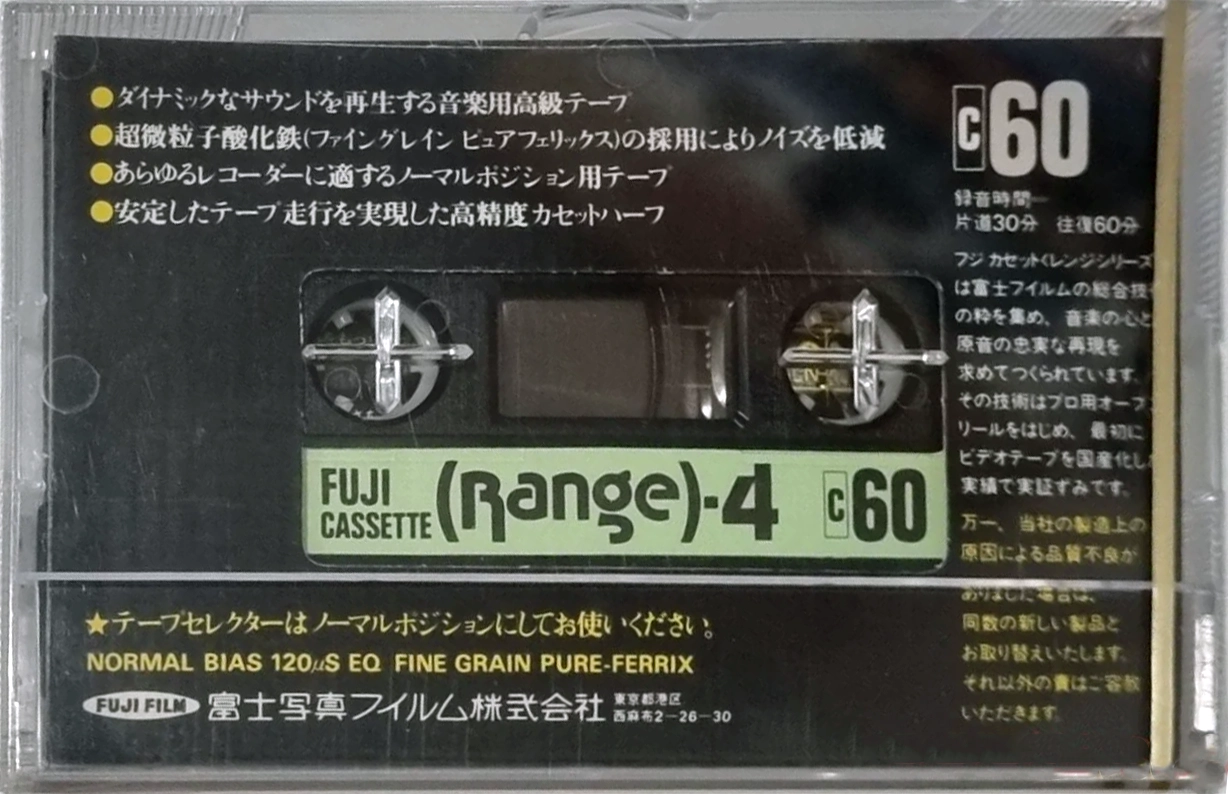 ●ダイナミックなサウンドを再生する音楽用高級テープ
●超微粒子酸化鉄(ファイングレイン ピュアフェリックス)の採用によりノイズを低減
●あらゆるレコーダーに適するノーマルポジション用テープ
●安定したテープ走行を実現した高精度カセットハーフ
C60
録音時間—
片道30分 往復60分
フジ カセット〈レンジシリーズ
は富士フイルムの総合技
の粋を集め、音楽の心と
原音の忠実な再現を
求めてつくられています。
その技術はプロ用オープ
リールをはじめ、最初に
ビデオテープを国産化し
実績で実証ずみです。
万一、当社の製造上の
原因による品質不良が
ありました場合は、
同数の新しい製品と
お取り替えいたします。
それ以外の責はご容赦
いただきます。
FUJI
CASSETTE
(Range)-4
C60
★テープセレクターはノーマルポジションにしてお使いください。
NORMAL BIAS 120μS EQ FINE GRAIN PURE-FERRIX
FUJI FILM 富士写真フイルム株式会社
東京都港区
西麻布2-26-30